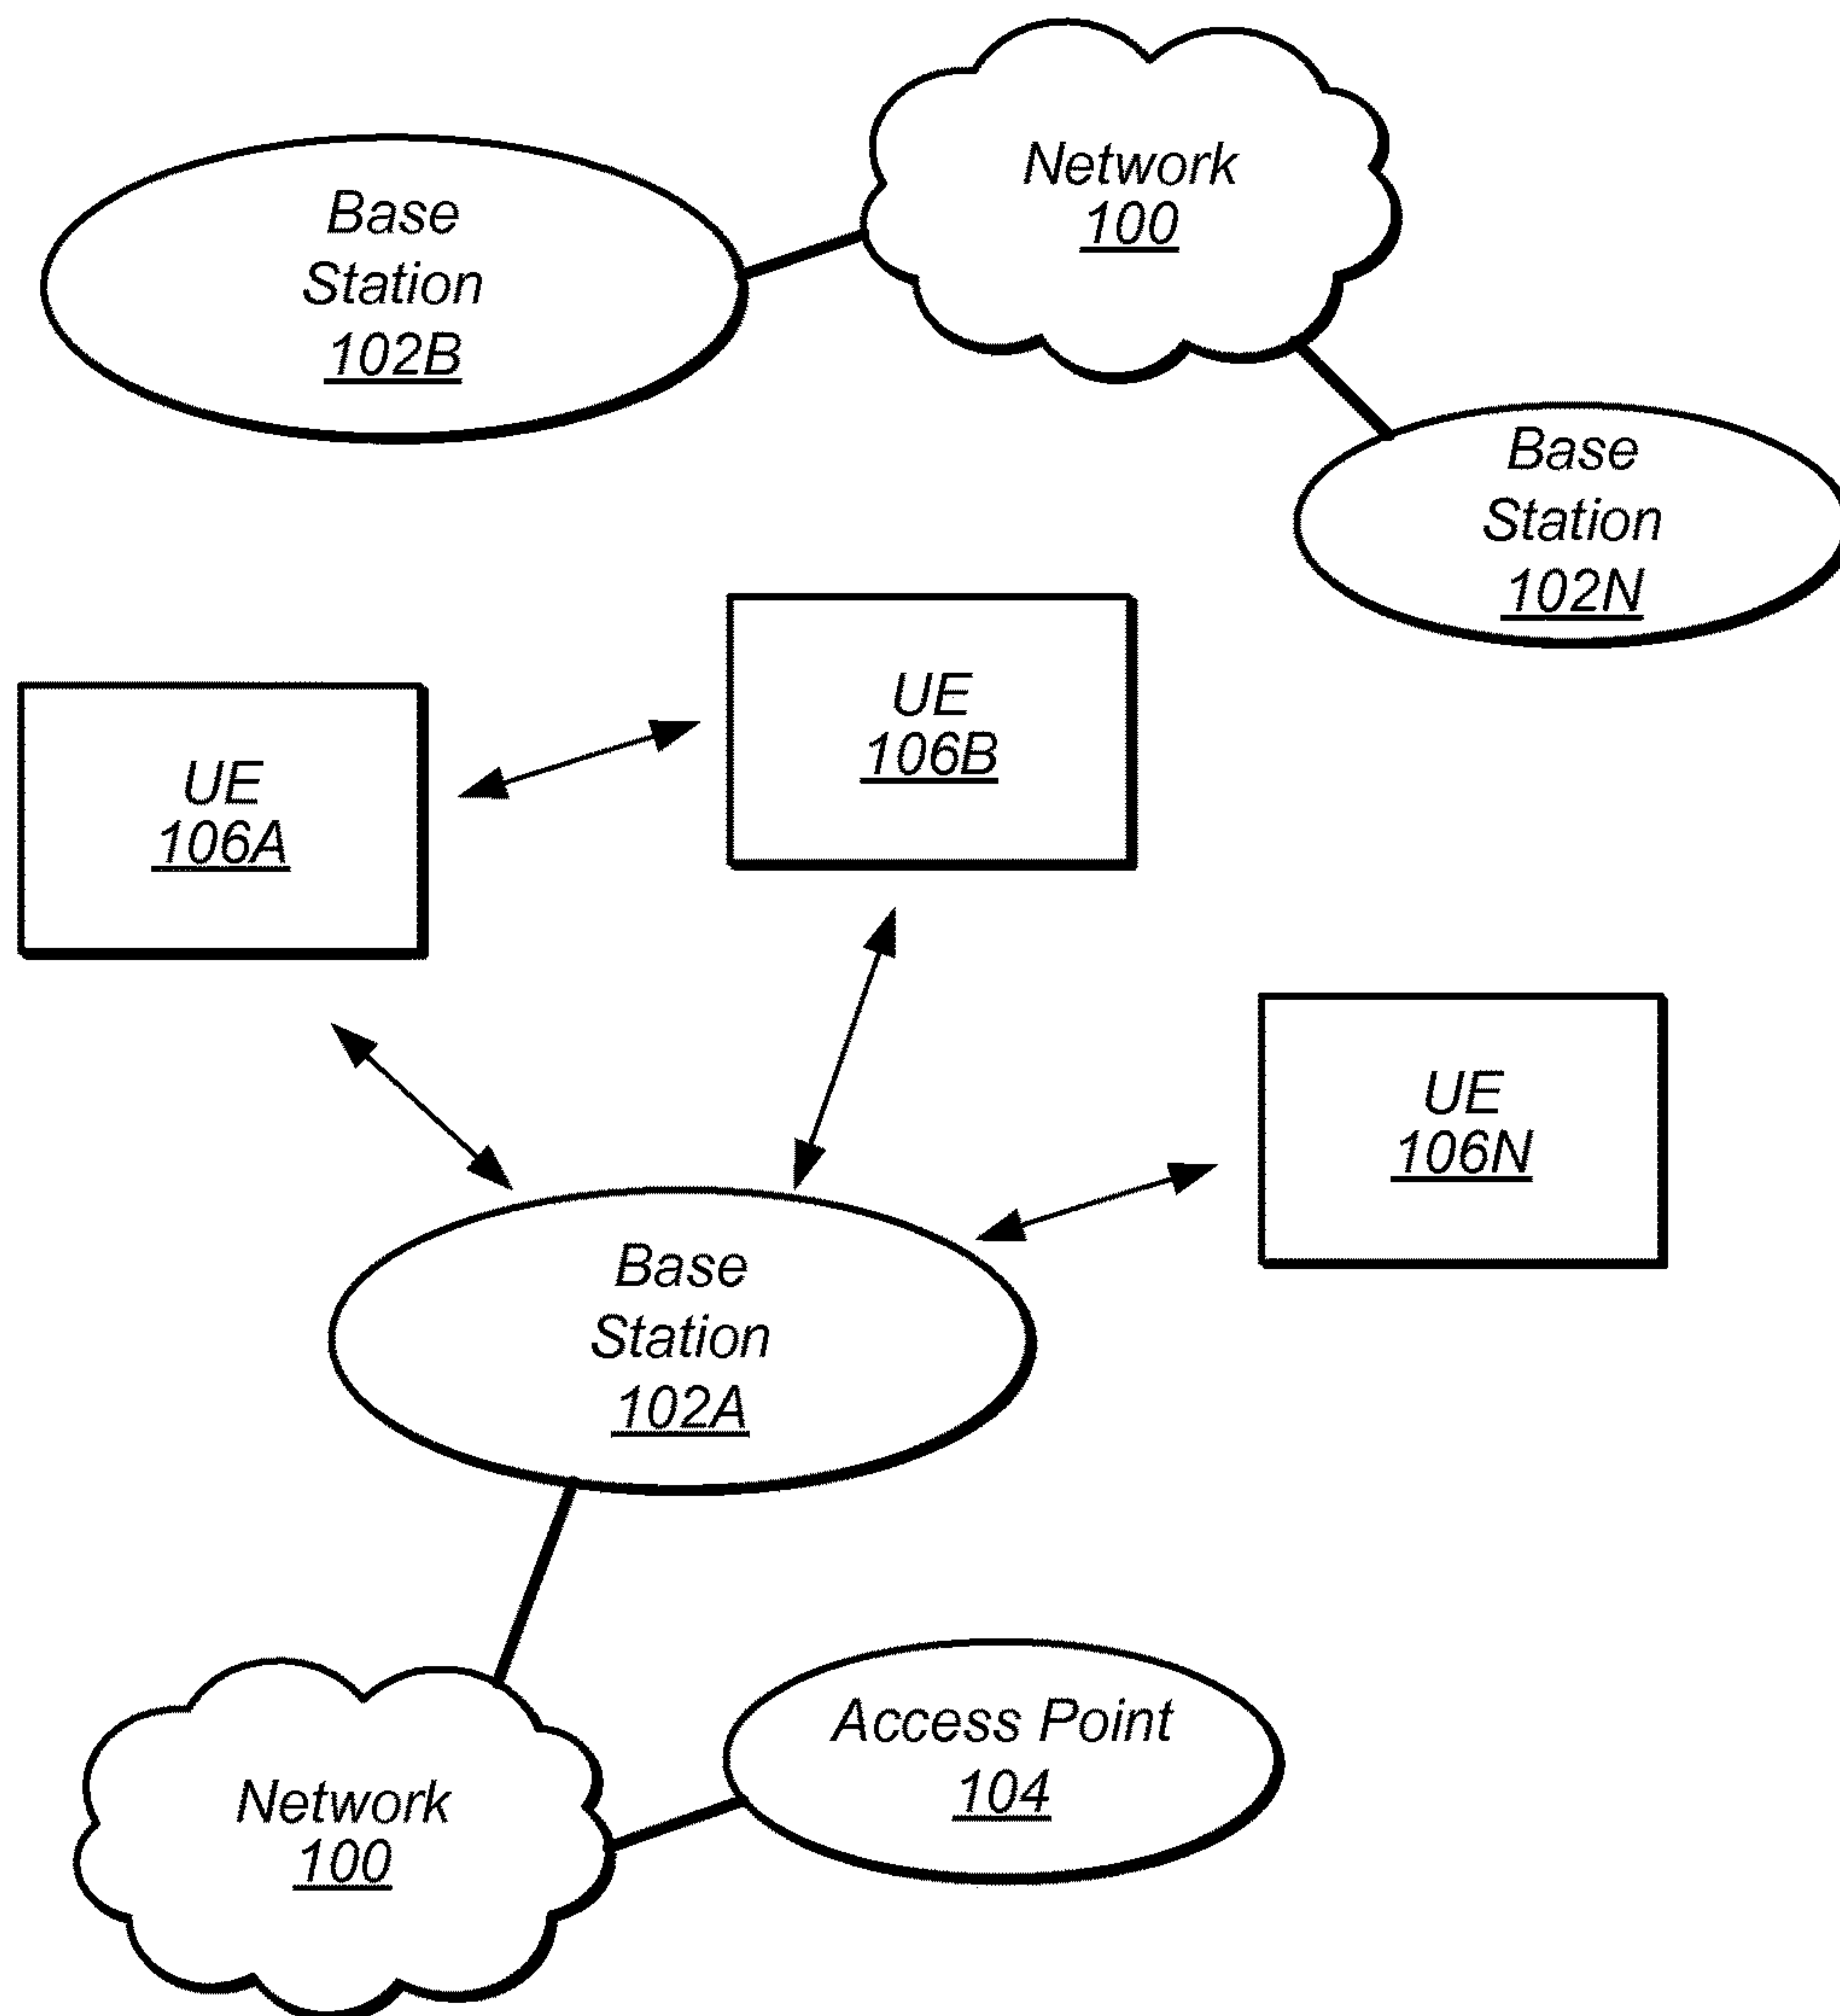 Network
100
Base
Station
102B
Base
Station
102N
UE
106B
UE
106A
UE
106N
Base
Station
102A
Access Point
104
Network
100